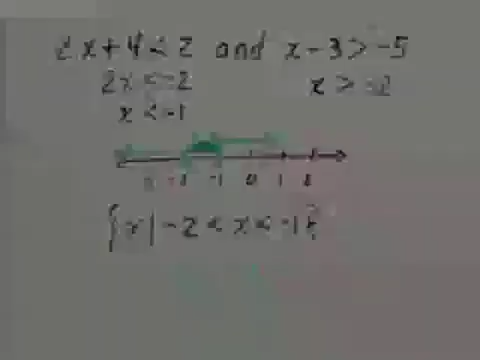 2x+4<2 and x-3>-5
2x<-2 x>-2
x<-1
-2 -1 0 1 2
{x|-2<x<-1}